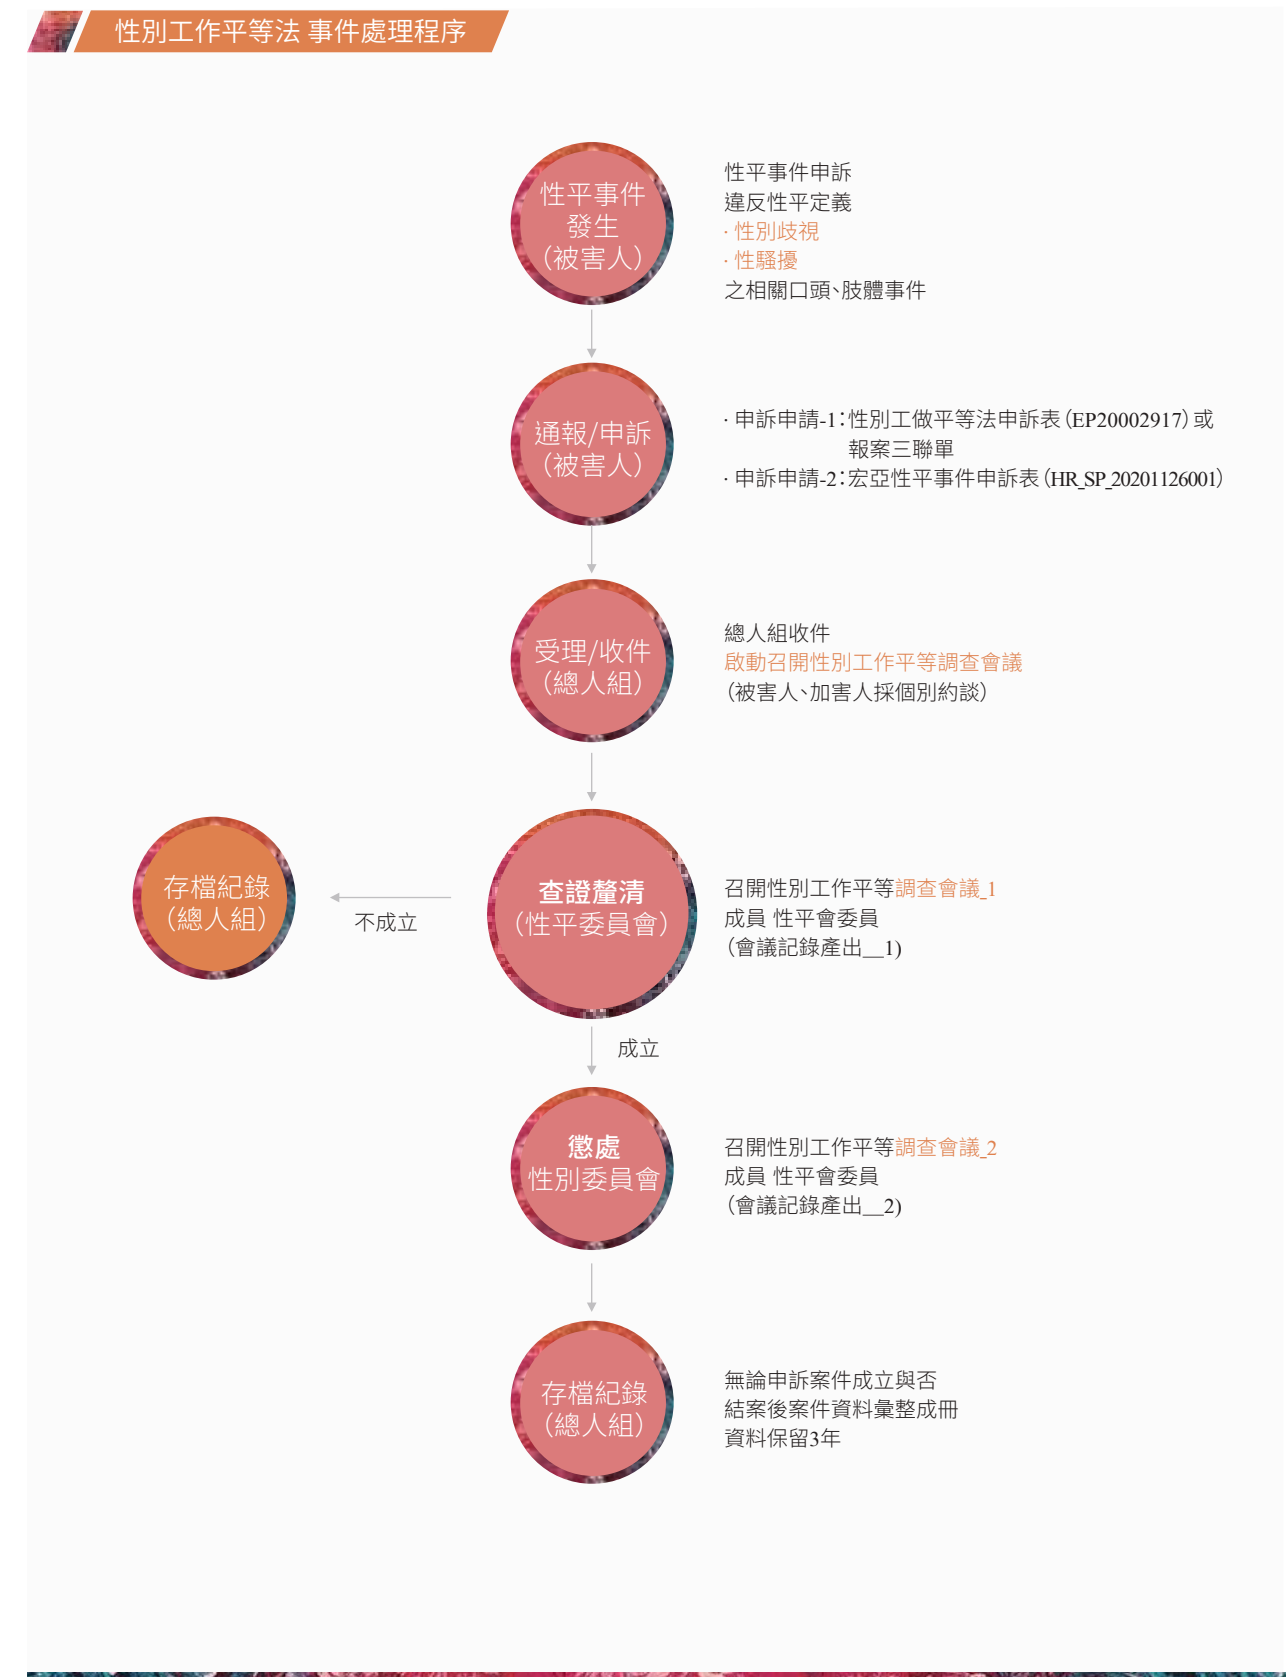 性別工作平等法 事件處理程序
性平事件
發生
（被害人）
性平事件申訴
違反性平定義
· 性別歧視
· 性騷擾
之相關口頭、肢體事件
通報/申訴
（被害人）
· 申訴申請-1：性別工做平等法申訴表（EP20002917）或
報案三聯單
· 申訴申請-2：宏亞性平事件申訴表（HR_SP_20201126001）
受理/收件
（總人組）
總人組收件
啟動召開性別工作平等調查會議
（被害人、加害人採個別約談）
存檔紀錄
（總人組）
不成立
查證釐清
（性平委員會）
召開性別工作平等調查會議_1
成員 性平會委員
（會議記錄產出__1)
成立
懲處
性別委員會
召開性別工作平等調查會議_2
成員 性平會委員
（會議記錄產出__2)
存檔紀錄
（總人組）
無論申訴案件成立與否
結案後案件資料彙整成冊
資料保留3年